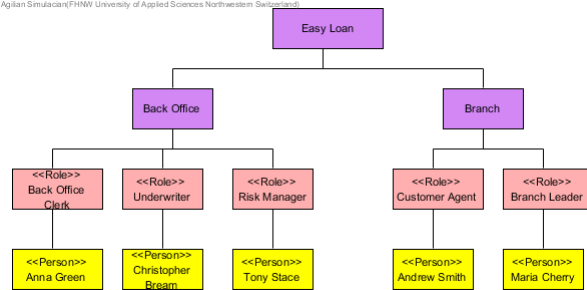 Agilian Simulacian(FHNW University of Applied Sciences Northwestern Switzerland)
Easy Loan
Back Office
Branch
<<Role>>
Back Office
Clerk
<<Role>>
Underwriter
<<Role>>
Risk Manager
<<Role>>
Customer Agent
<<Role>>
Branch Leader
<<Person>>
Anna Green
<<Person>>
Christopher
Bream
<<Person>>
Tony Stace
<<Person>>
Andrew Smith
<<Person>>
Maria Cherry